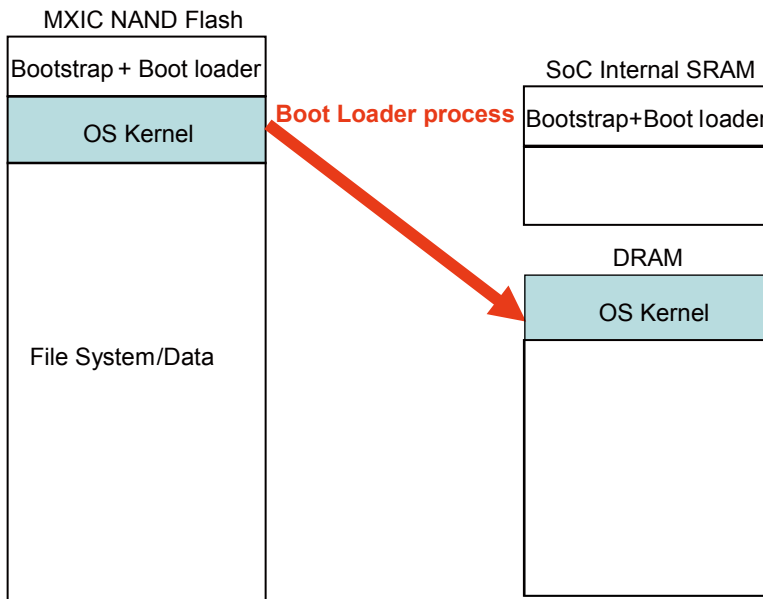 MXIC NAND Flash
Bootstrap + Boot loader
OS Kernel
File System/Data
Boot Loader process
SoC Internal SRAM
Bootstrap+Boot loader
DRAM
OS Kernel